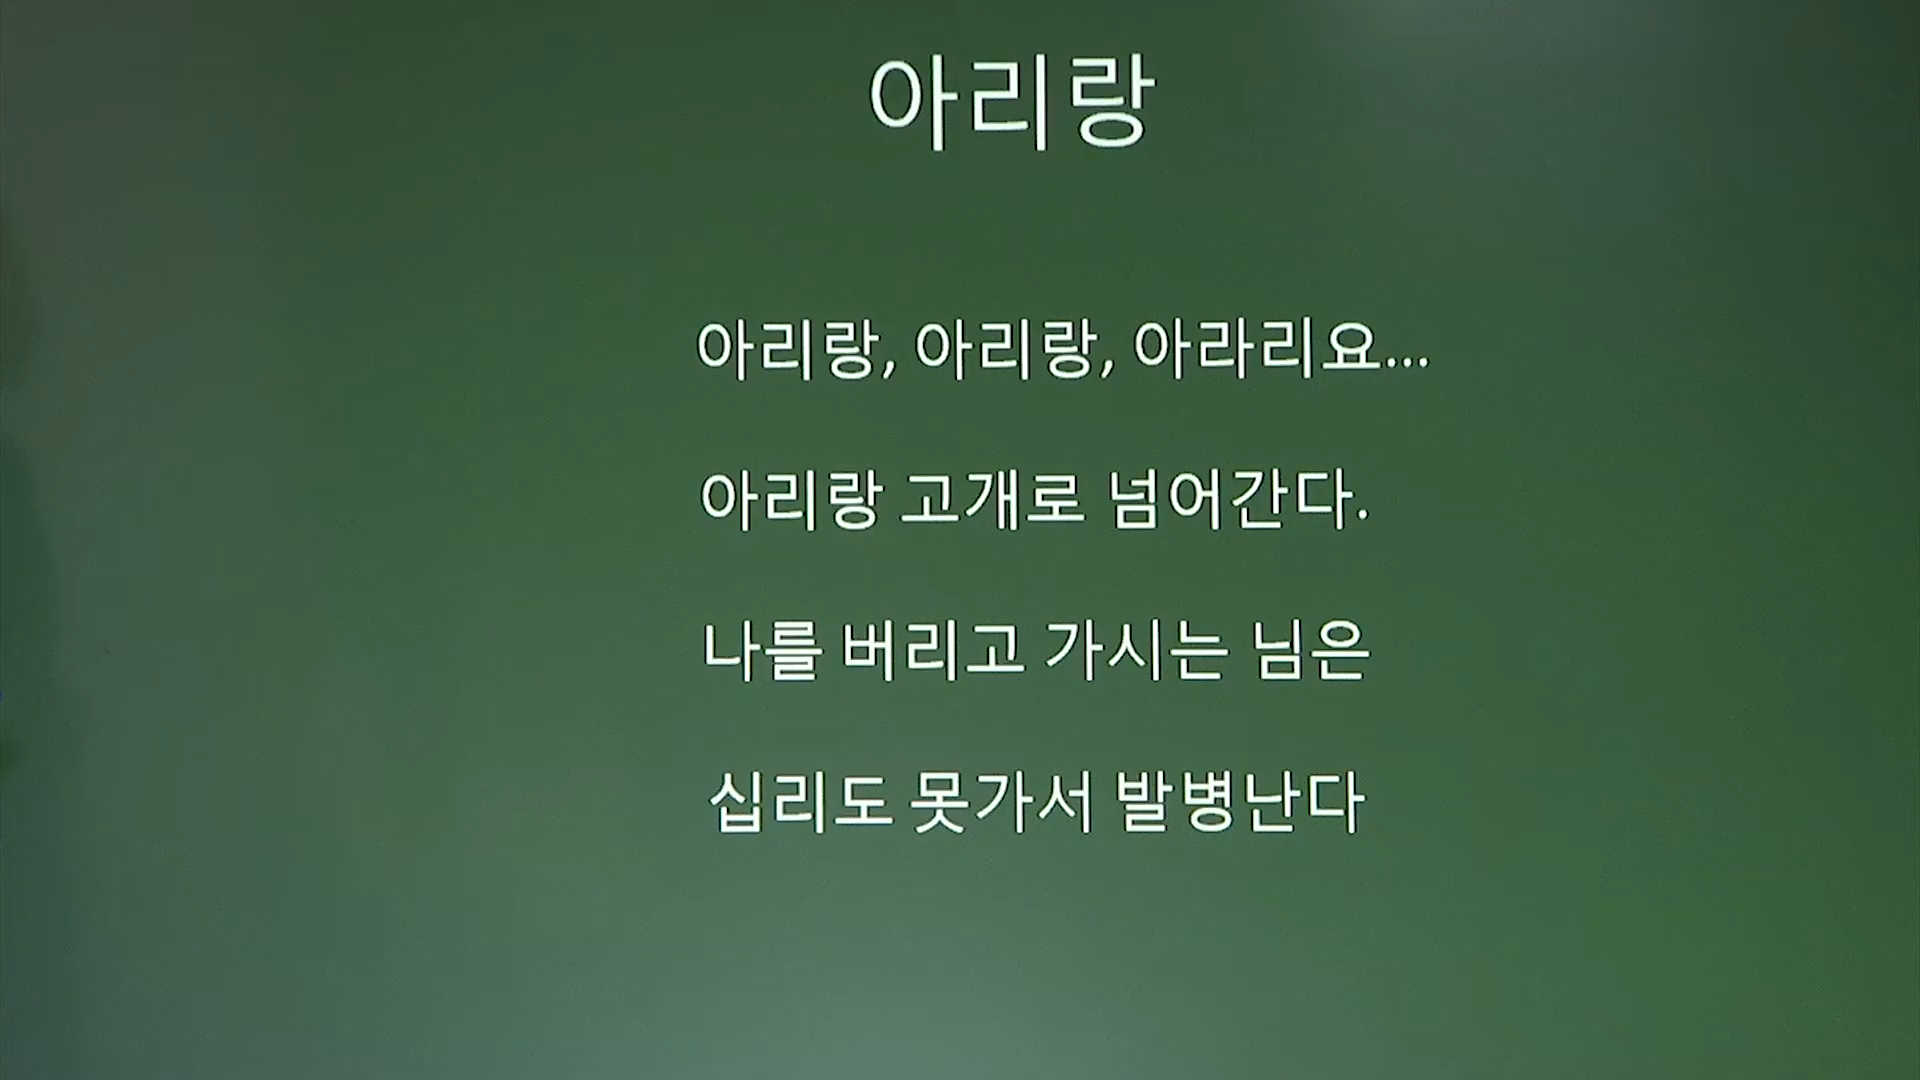 아리랑
아리랑, 아리랑, 아라리요...
아리랑 고개로 넘어간다.
나를 버리고 가시는 님은
십리도 못가서 발병난다